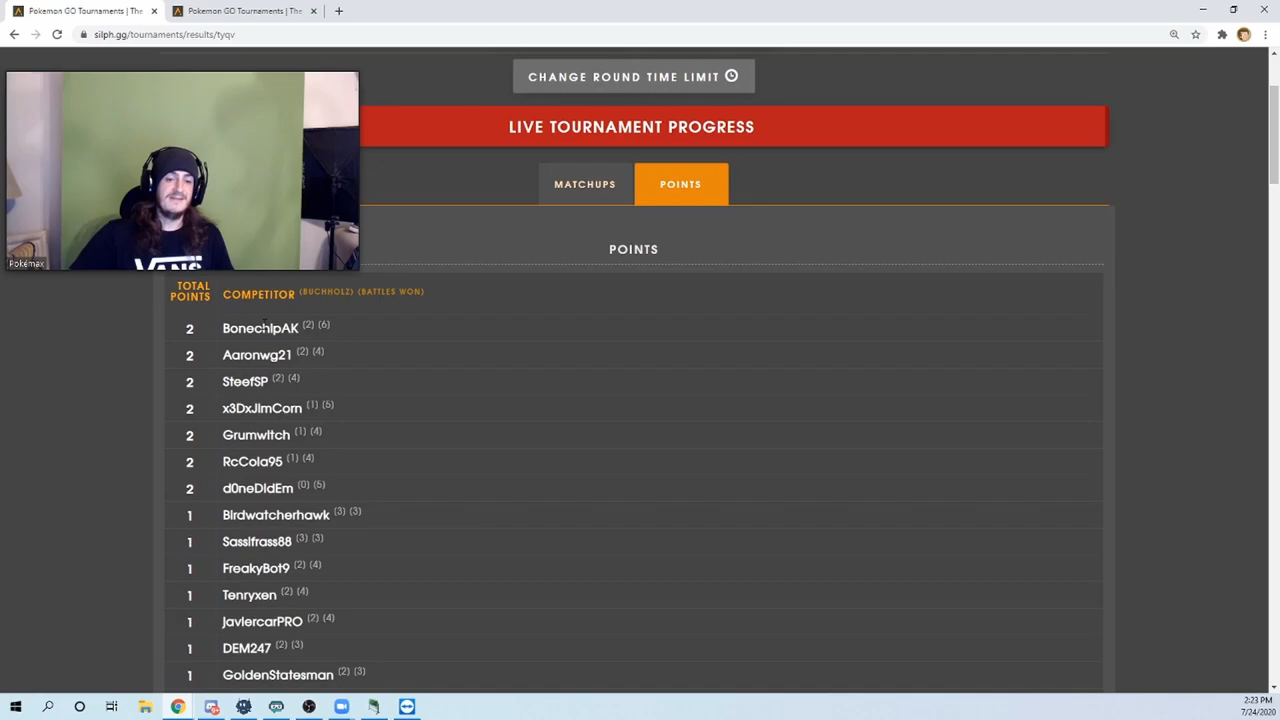 Pokemon GO Tournaments | The
Pokemon GO Tournaments | The
silph.gg/tournaments/results/tyqv
CHANGE ROUND TIME LIMIT
LIVE TOURNAMENT PROGRESS
MATCHUPS
POINTS
POINTS
VANS
Pokemax
TOTAL POINTS COMPETITOR (BUCHHOLZ) (BATTLES WON)
2 BonechipAK (2) (6)
2 Aaronwg21 (2) (4)
2 SteefSP (2) (4)
2 x3DxJimCorn (1) (5)
2 Grumwitch (1) (4)
2 RcCola95 (1) (4)
2 d0neDidEm (0) (5)
1 Birdwatcherhawk (3) (3)
1 Sassifrass88 (3) (3)
1 FreakyBot9 (2) (4)
1 Tenryxen (2) (4)
1 JaviercarPRO (2) (4)
1 DEM247 (2) (3)
1 GoldenStatesman (2) (3)
2:23 PM
7/24/2020